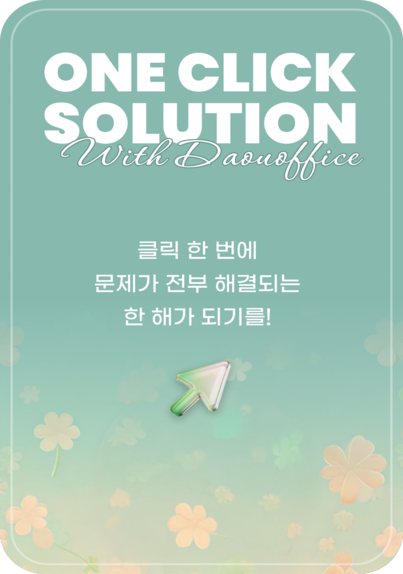 ONE CLICK
SOLUTION
With Daouoffice
클릭 한 번에
문제가 전부 해결되는
한 해가 되기를!